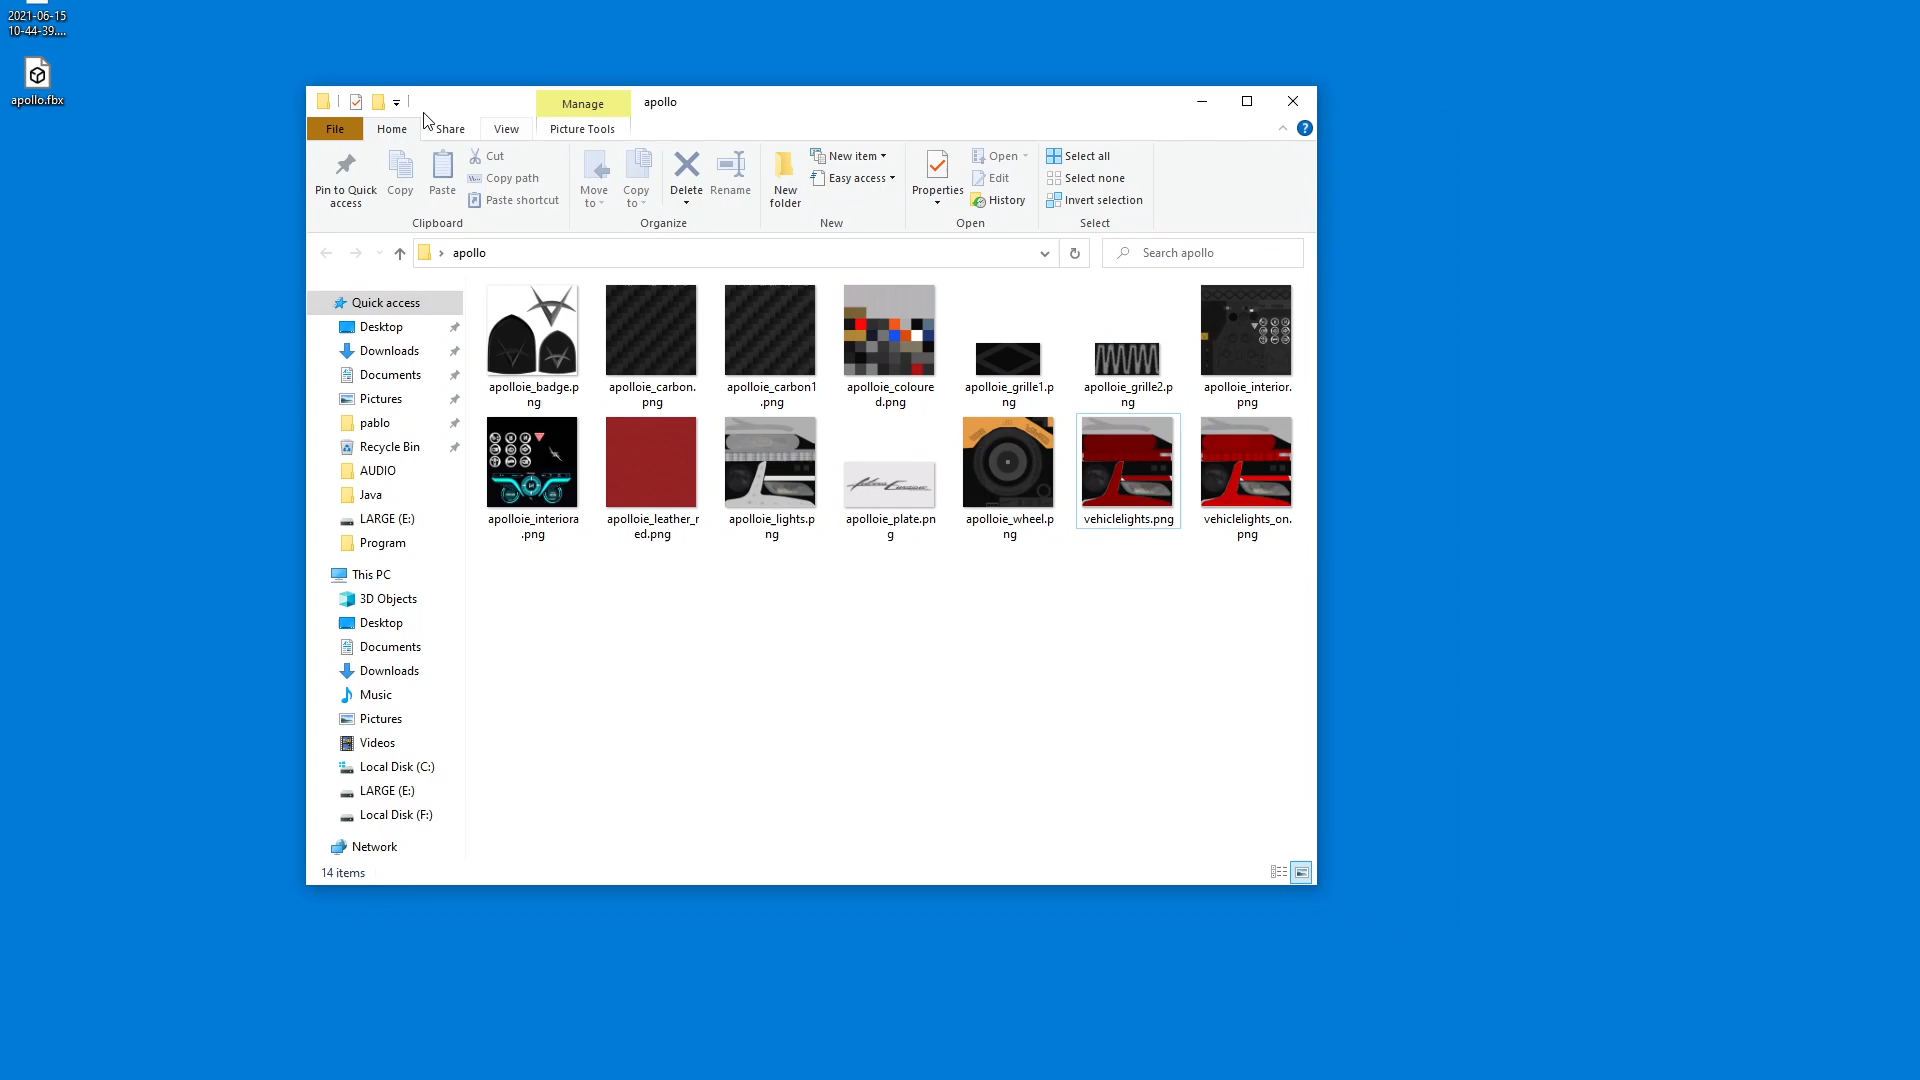 2021-06-15
10-44-39....
apollo.fbx
Manage
apollo
File
Home
Share
View
Picture Tools
Pin to Quick
access
Copy
Paste
Cut
Copy path
Paste shortcut
Clipboard
Move
to
Copy
to
Delete
Rename
Organize
New
folder
New item
Easy access
New
Properties
Open
Edit
History
Open
Select all
Select none
Invert selection
Select
apollo
Search apollo
Quick access
Desktop
Downloads
Documents
Pictures
pablo
Recycle Bin
AUDIO
Java
LARGE (E:)
Program
This PC
3D Objects
Desktop
Documents
Downloads
Music
Pictures
Videos
Local Disk (C:)
LARGE (E:)
Local Disk (F:)
Network
apolloie_badge.p
ng
apolloie_carbon.
png
apolloie_carbon1
.png
apolloie_coloure
d.png
apolloie_grille1.p
ng
apolloie_grille2.p
ng
apolloie_interior.
png
apolloie_interiora
.png
apolloie_leather_r
ed.png
apolloie_lights.p
ng
apolloie_plate.pn
g
apolloie_wheel.p
ng
vehiclelights.png
vehiclelights_on.
png
14 items